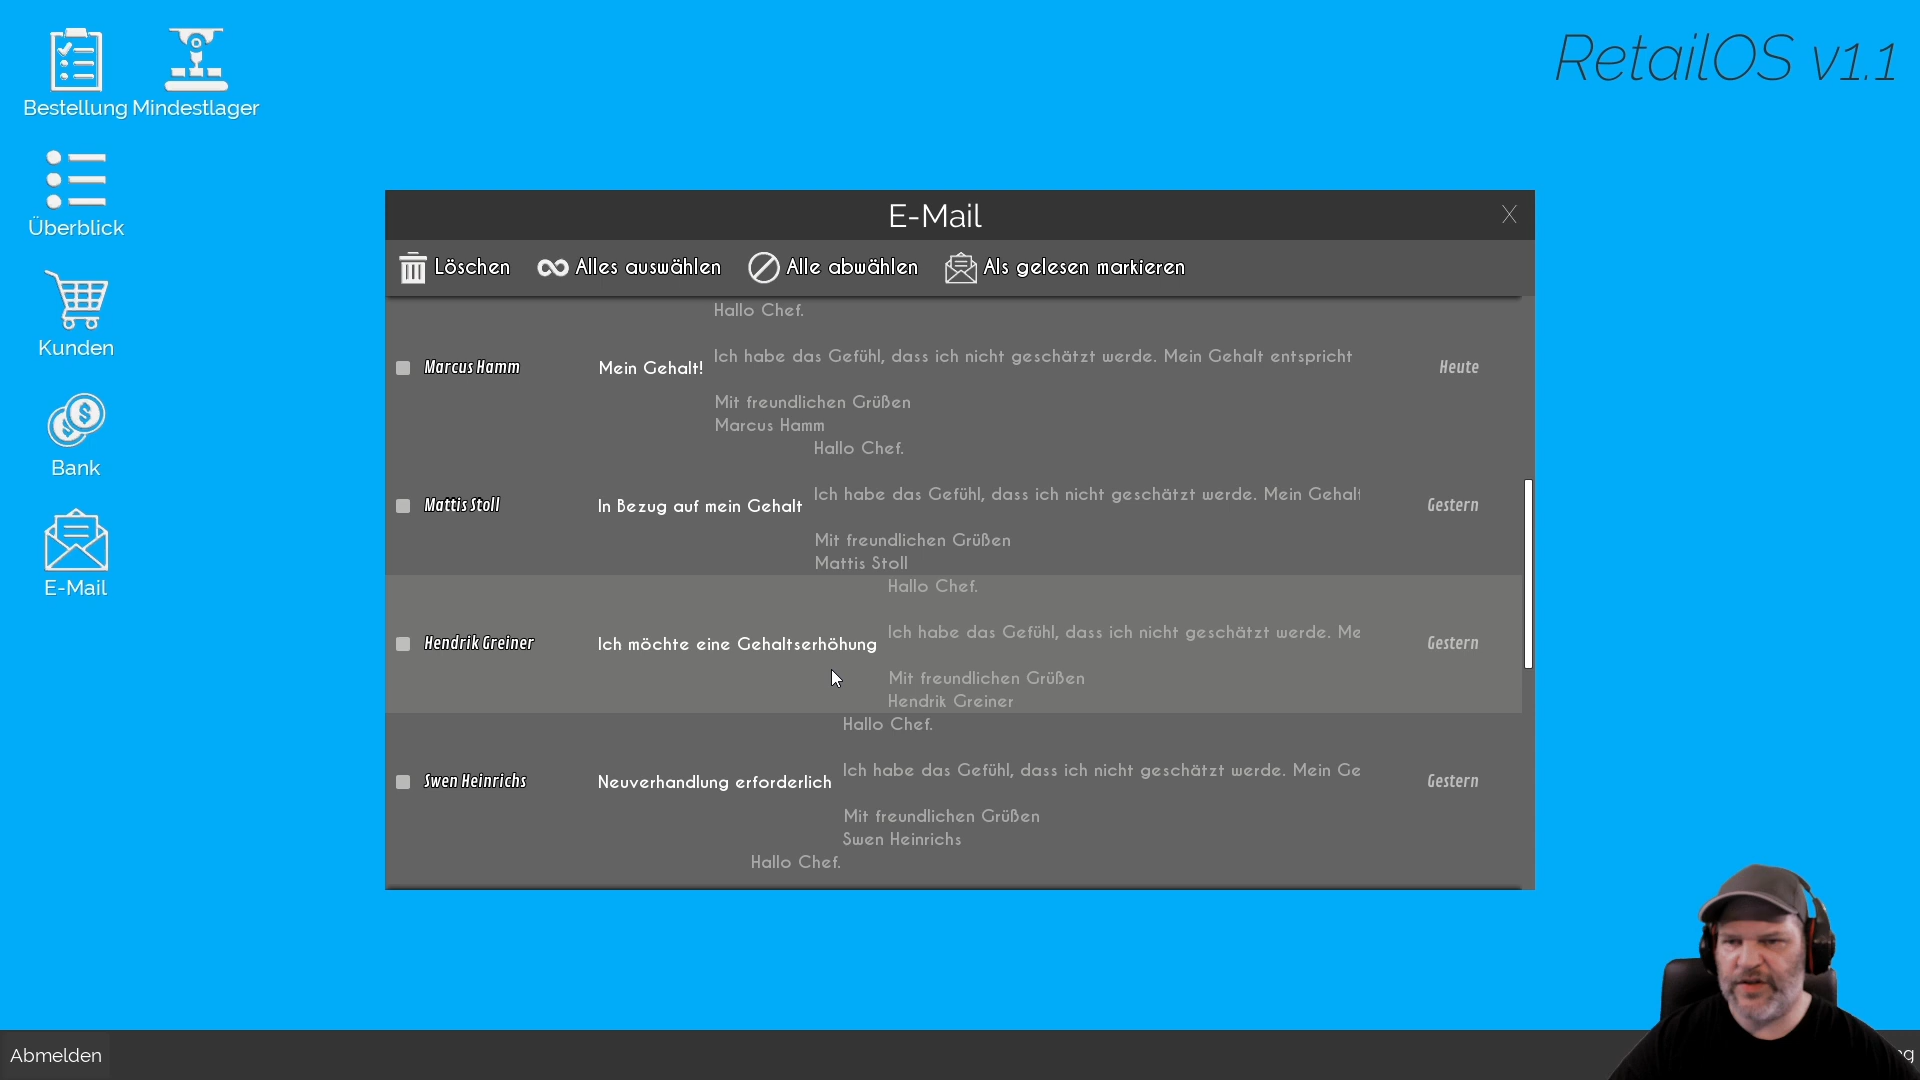 Bestellung
Mindestlager
RetailOS v1.1
Überblick
Kunden
Bank
E-Mail
E-Mail
X
Löschen
Alles auswählen
Alle abwählen
Als gelesen markieren
Hallo Chef.
Marcus Hamm
Mein Gehalt!
Ich habe das Gefühl, dass ich nicht geschätzt werde. Mein Gehalt entspricht
Heute
Mit freundlichen Grüßen
Marcus Hamm
Hallo Chef.
Mattis Stoll
In Bezug auf mein Gehalt
Ich habe das Gefühl, dass ich nicht geschätzt werde. Mein Gehalt
Gestern
Mit freundlichen Grüßen
Mattis Stoll
Hallo Chef.
Hendrik Greiner
Ich möchte eine Gehaltserhöhung
Ich habe das Gefühl, dass ich nicht geschätzt werde. Me
Gestern
Mit freundlichen Grüßen
Hendrik Greiner
Hallo Chef.
Swen Heinrichs
Neuverhandlung erforderlich
Ich habe das Gefühl, dass ich nicht geschätzt werde. Mein Ge
Gestern
Mit freundlichen Grüßen
Swen Heinrichs
Hallo Chef.
Abmelden